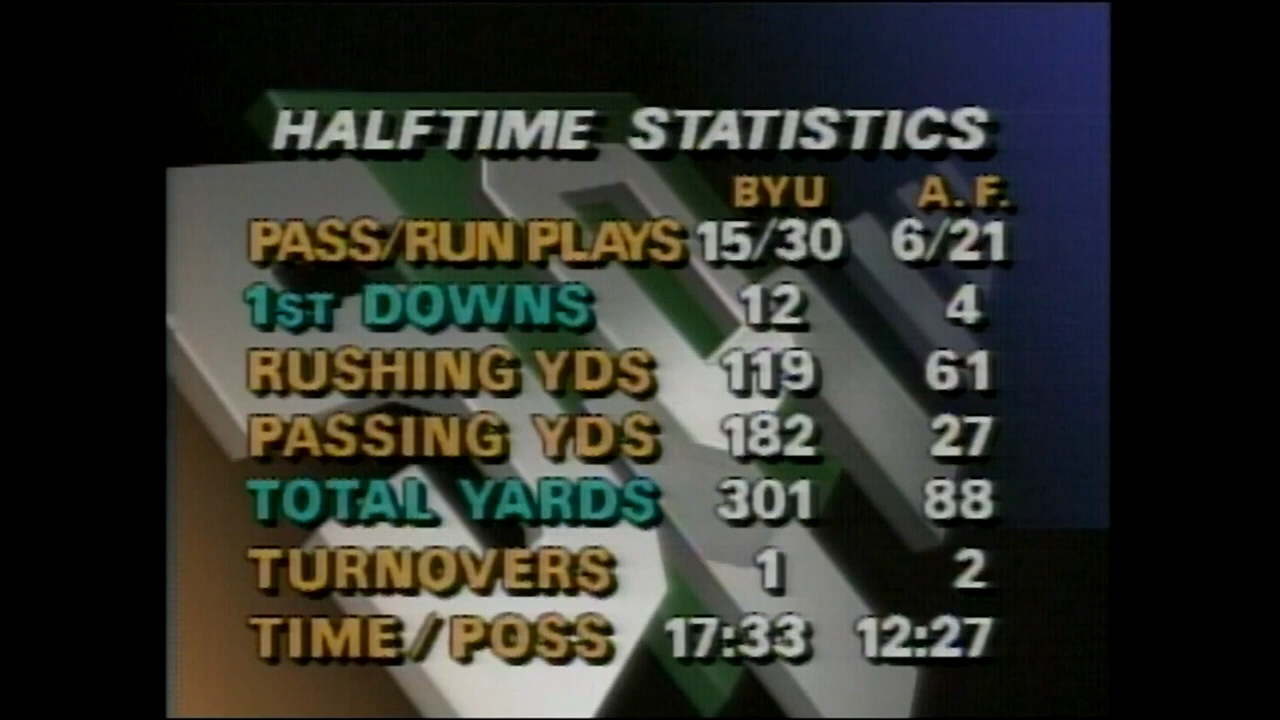 HALFTIME STATISTICS
BYU A.F.
PASS/RUN PLAYS 15/30 6/21
1ST DOWNS 12 4
RUSHING YDS 119 61
PASSING YDS 182 27
TOTAL YARDS 301 88
TURNOVERS 1 2
TIME/POSS 17:33 12:27